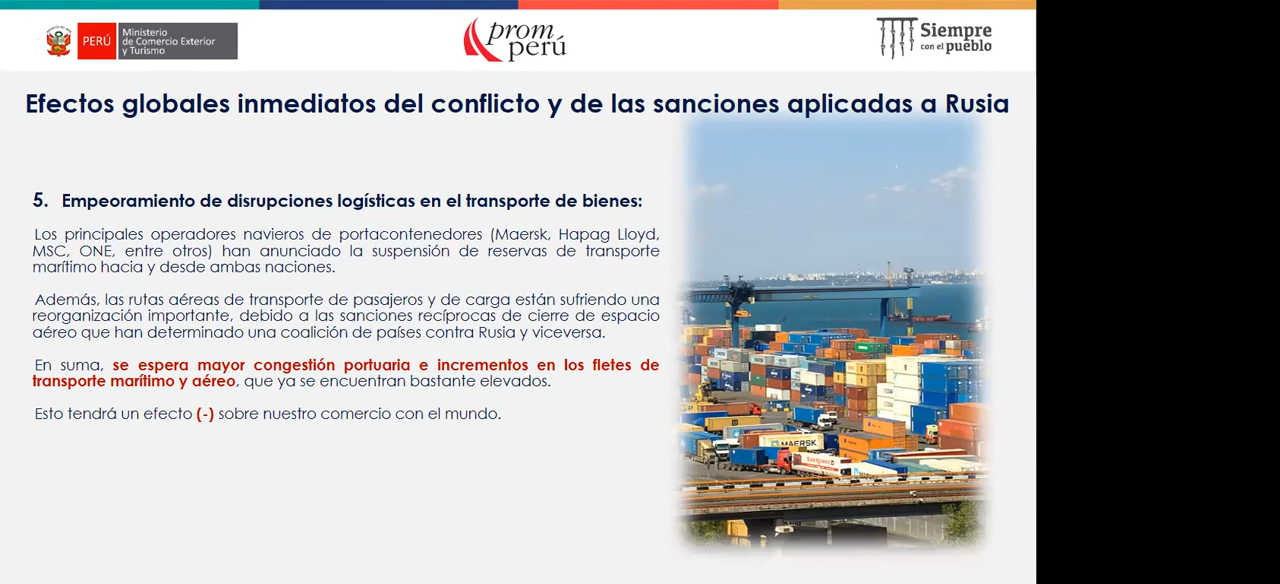 PERÚ
Ministerio
de Comercio Exterior
y Turismo
prom
perú
Siempre
con el pueblo
Efectos globales inmediatos del conflicto y de las sanciones aplicadas a Rusia
5. Empeoramiento de disrupciones logísticas en el transporte de bienes:
Los principales operadores navieros de portacontenedores (Maersk, Hapag Lloyd,
MSC, ONE, entre otros) han anunciado la suspensión de reservas de transporte
marítimo hacia y desde ambas naciones.
Además, las rutas aéreas de transporte de pasajeros y de carga están sufriendo una
reorganización importante, debido a las sanciones recíprocas de cierre de espacio
aéreo que han determinado una coalición de países contra Rusia y viceversa.
En suma, se espera mayor congestión portuaria e incrementos en los fletes de
transporte marítimo y aéreo, que ya se encuentran bastante elevados.
Esto tendrá un efecto (-) sobre nuestro comercio con el mundo.
MAERSK